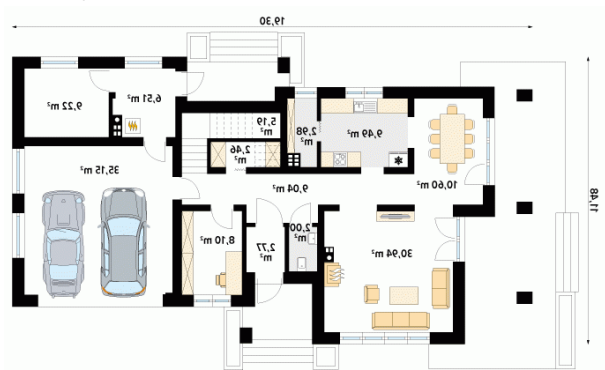 19,30
9,22 m²
6,51 m²
5,19 m²
2,98 m²
9,49 m²
2,46 m²
35,15 m²
9,04 m²
10,60 m²
11,84
8,10 m²
2,77 m²
2,00 m²
30,94 m²